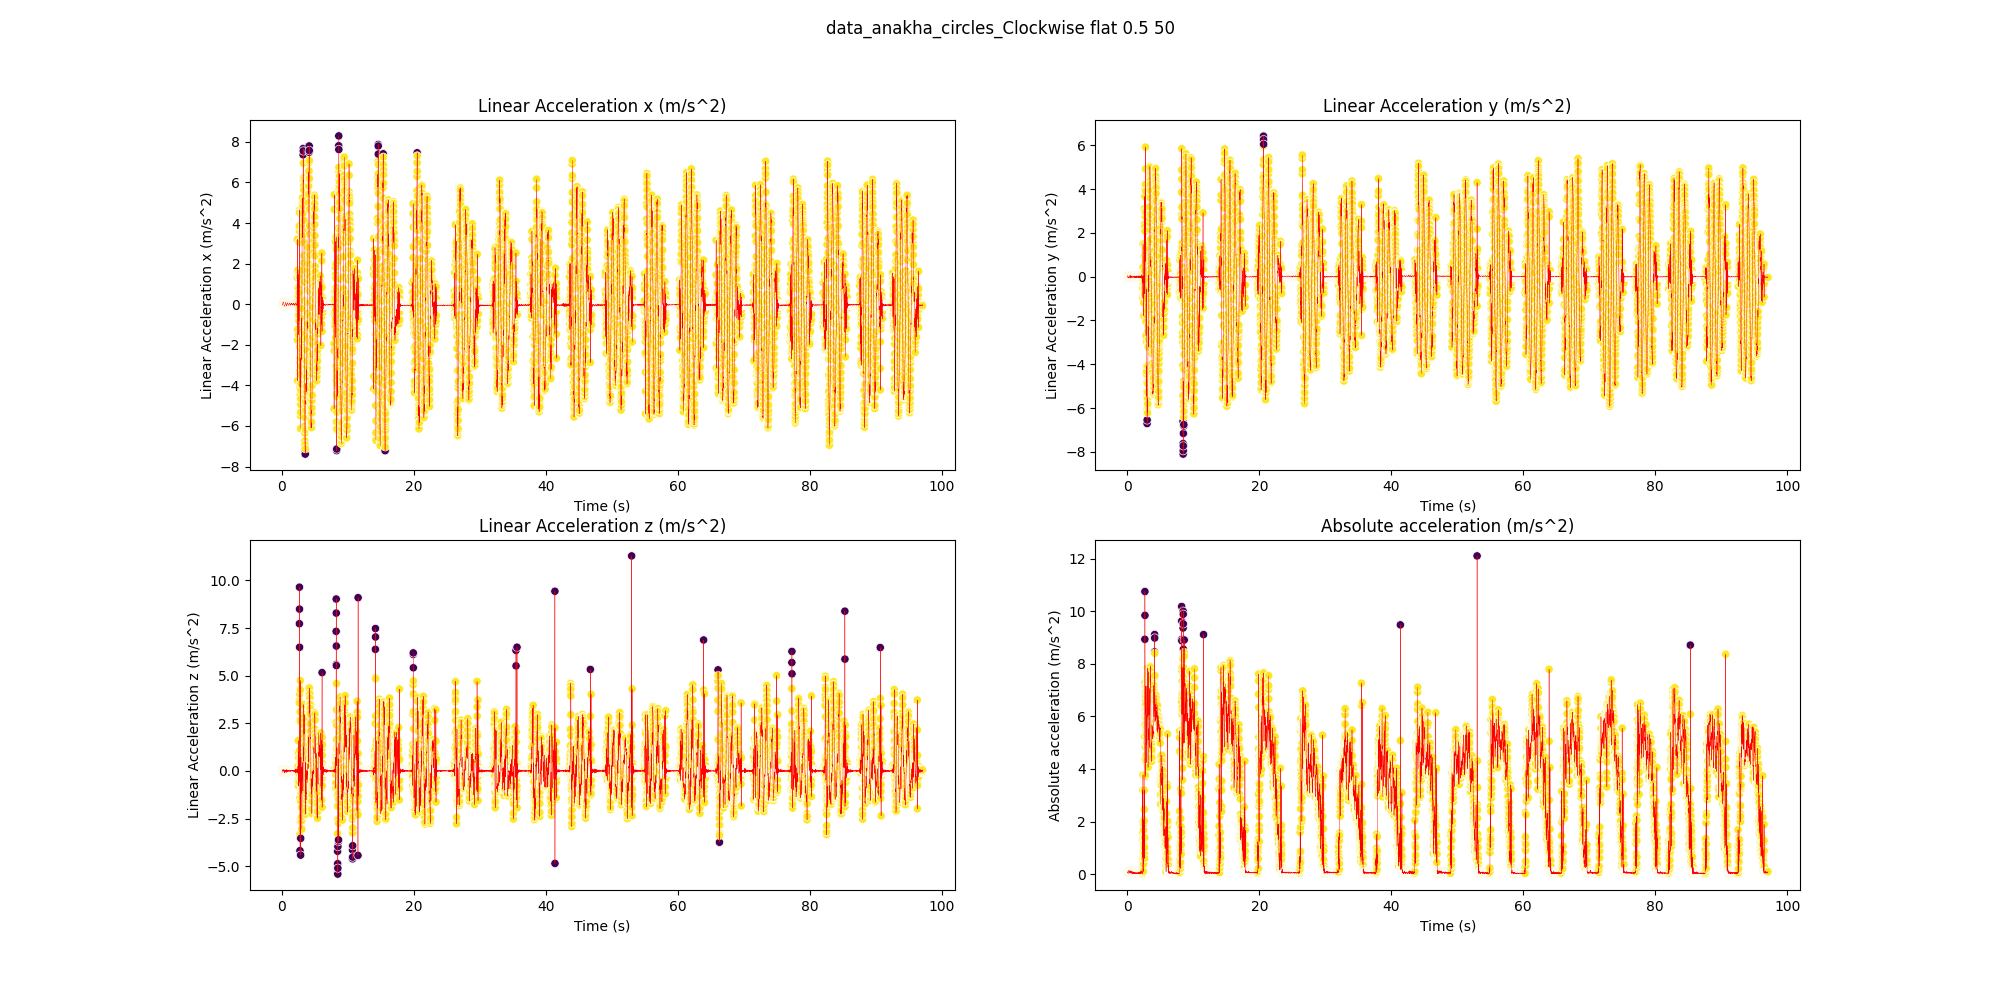 data_anakha_circles_Clockwise flat 0.5 50
Linear Acceleration x (m/s^2)
Linear Acceleration x (m/s^2)
8
6
4
2
0
−2
−4
−6
−8
0 20 40 60 80 100
Time (s)
Linear Acceleration y (m/s^2)
Linear Acceleration y (m/s^2)
6
4
2
0
−2
−4
−6
−8
0 20 40 60 80 100
Time (s)
Linear Acceleration z (m/s^2)
Linear Acceleration z (m/s^2)
10.0
7.5
5.0
2.5
0.0
−2.5
−5.0
0 20 40 60 80 100
Time (s)
Absolute acceleration (m/s^2)
Absolute acceleration (m/s^2)
12
10
8
6
4
2
0
0 20 40 60 80 100
Time (s)